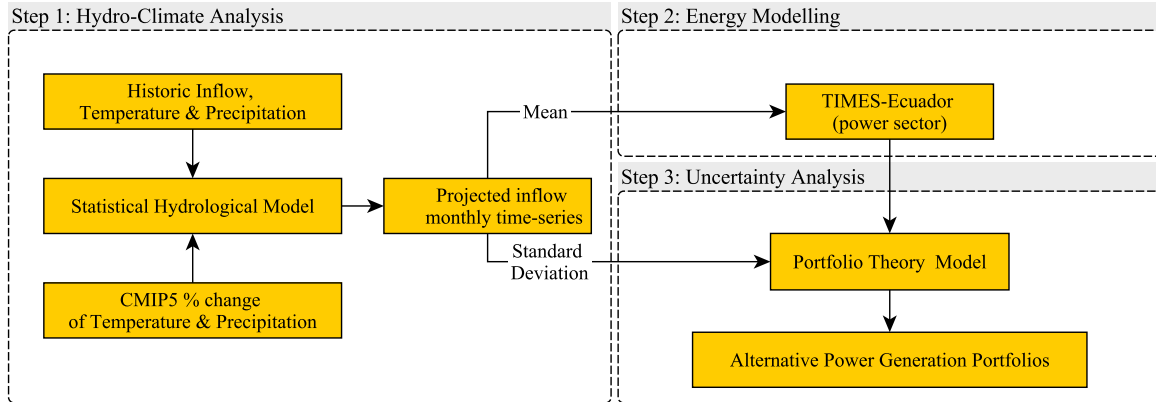 Step 1: Hydro-Climate Analysis
Historic Inflow,
Temperature & Precipitation
Statistical Hydrological Model
CMIP5 % change
of Temperature & Precipitation
Projected inflow
monthly time-series
Mean
Standard
Deviation
Step 2: Energy Modelling
TIMES-Ecuador
(power sector)
Step 3: Uncertainty Analysis
Portfolio Theory Model
Alternative Power Generation Portfolios